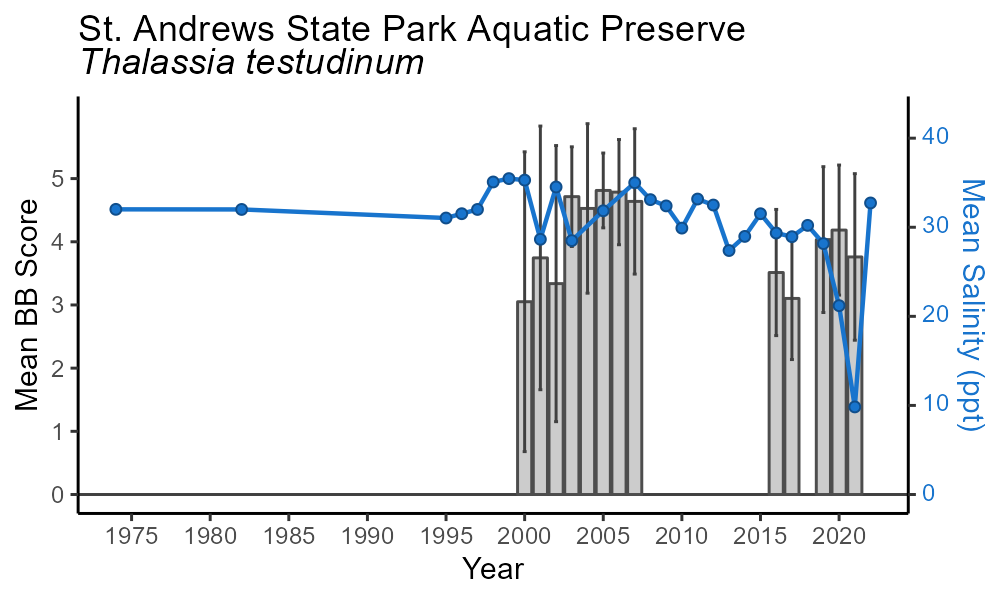 St. Andrews State Park Aquatic Preserve
Thalassia testudinum
Mean BB Score
5
4
3
2
1
0
40
30
20
10
0
Mean Salinity (ppt)
1975 1980 1985 1990 1995 2000 2005 2010 2015 2020
Year